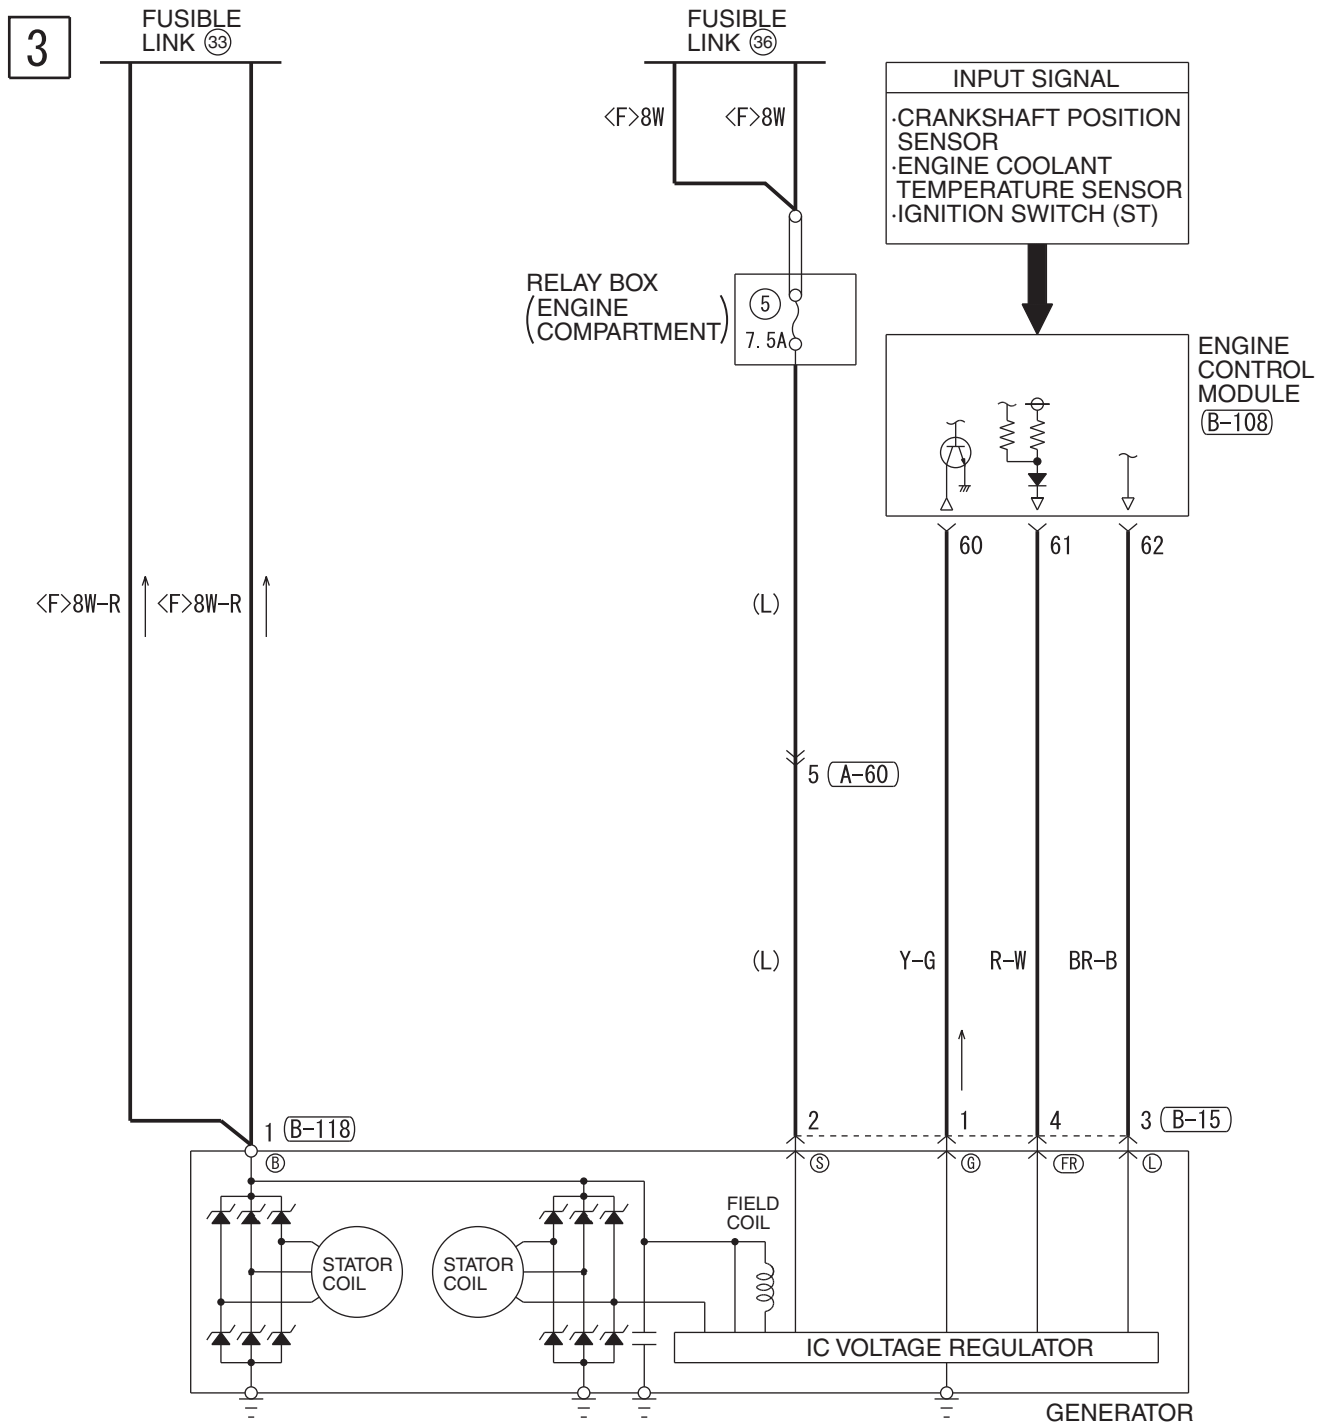 3
FUSIBLE
LINK 33
FUSIBLE
LINK 36
INPUT SIGNAL
·CRANKSHAFT POSITION
SENSOR
·ENGINE COOLANT
TEMPERATURE SENSOR
·IGNITION SWITCH (ST)
<F>8W
<F>8W
RELAY BOX
(ENGINE
COMPARTMENT)
5
7.5A
ENGINE
CONTROL
MODULE
B-108
60
61
62
<F>8W-R
<F>8W-R
(L)
5
A-60
(L)
Y-G
R-W
BR-B
1
B-118
2
1
4
3
B-15
B
S
G
FR
L
FIELD
COIL
STATOR
COIL
STATOR
COIL
IC VOLTAGE REGULATOR
GENERATOR